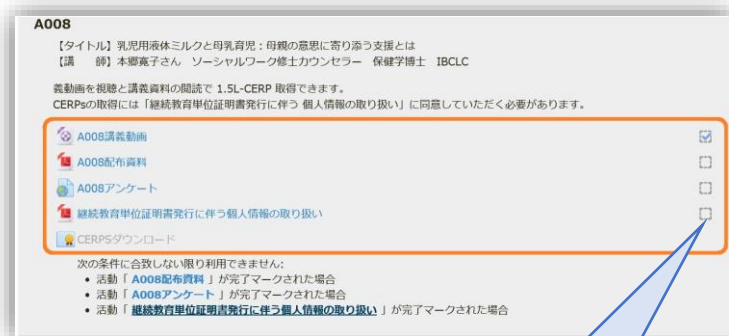 A008
【タイトル】乳児用液体ミルクと母乳育児:母親の意思に寄り添う支援とは
【講　　師】本郷寛子さん　ソーシャルワーク修士カウンセラー　保健学博士　IBCLC
義動画を視聴と講義資料の閲読で 1.5L-CERP 取得できます。
CERPsの取得には「継続教育単位証明書発行に伴う 個人情報の取り扱い」に同意していただく必要があります。
A008講義動画
A008配布資料
A008アンケート
継続教育単位証明書発行に伴う個人情報の取り扱い
CERPSダウンロード
次の条件に合致しない限り利用できません:
• 活動「 A008配布資料 」が完了マークされた場合
• 活動「 A008アンケート 」が完了マークされた場合
• 活動「 継続教育単位証明書発行に伴う個人情報の取り扱い 」が完了マークされた場合